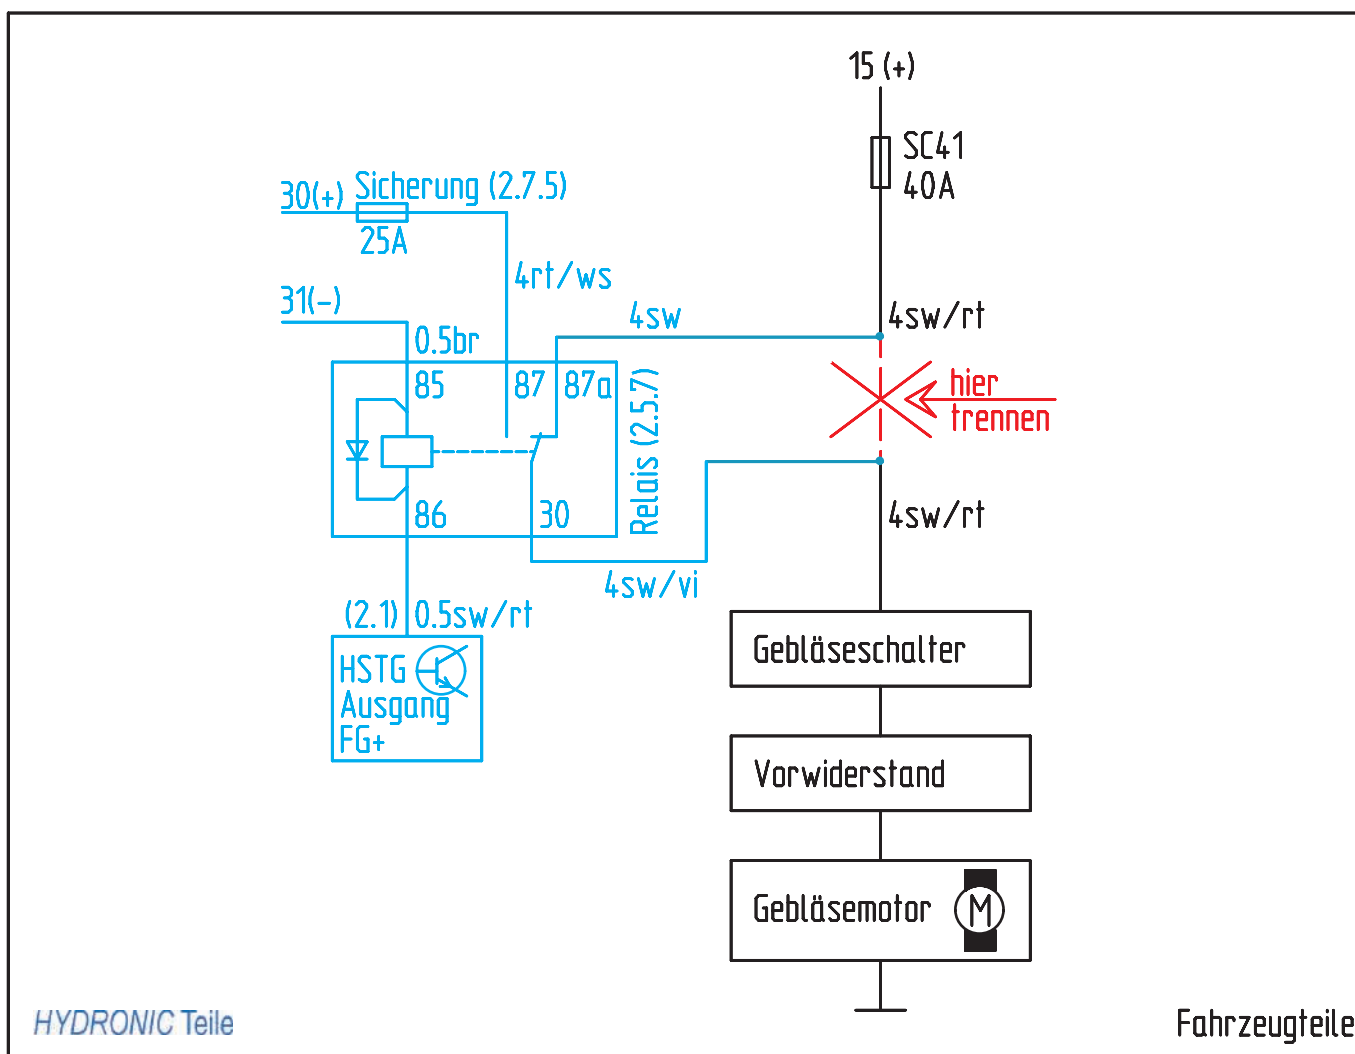 15 (+)
SC41
40A
30(+)
Sicherung (2.7.5)
25A
4rt/ws
31(-)
4sw
4sw/rt
0.5br
85
87
87a
hier
trennen
Relais (2.5.7)
86
30
4sw/rt
4sw/vi
(2.1)
0.5sw/rt
HSTG
Ausgang
FG+
Gebläseschalter
Vorwiderstand
Gebläsemotor
M
HYDRONIC Teile
Fahrzeugteile